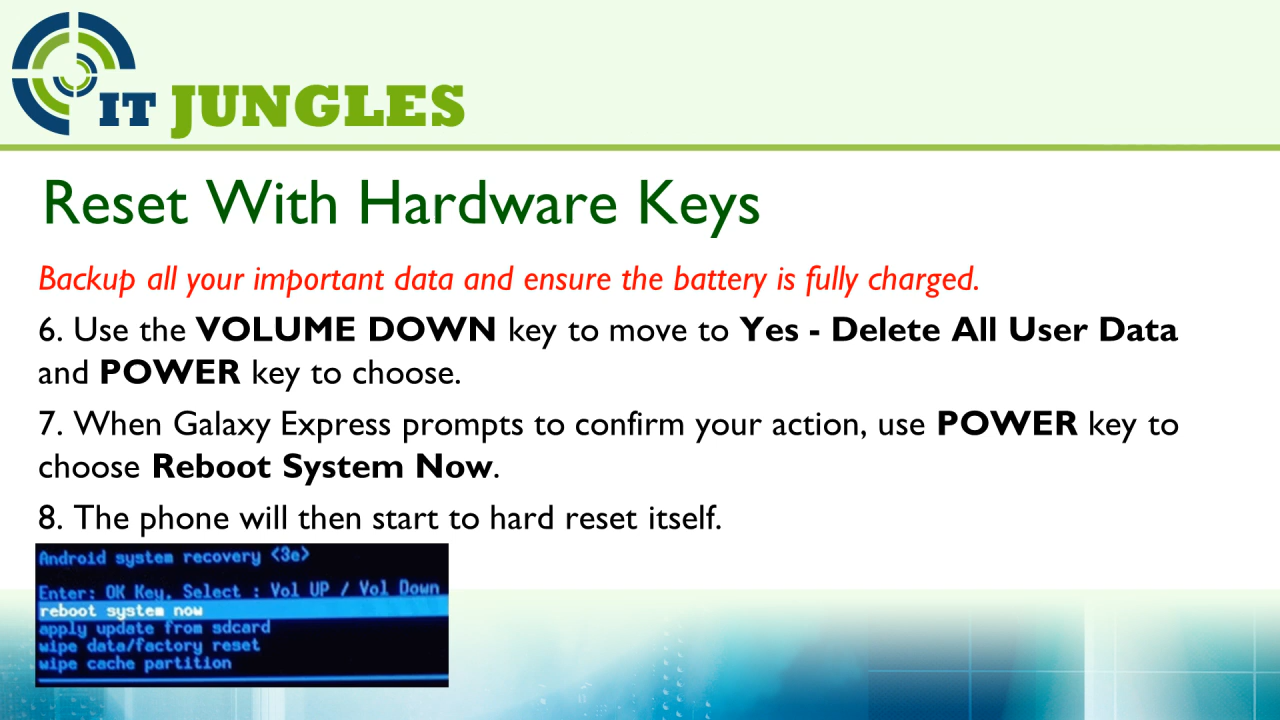 IT JUNGLES
Reset With Hardware Keys
Backup all your important data and ensure the battery is fully charged.
6. Use the VOLUME DOWN key to move to Yes - Delete All User Data
and POWER key to choose.
7. When Galaxy Express prompts to confirm your action, use POWER key to
choose Reboot System Now.
8. The phone will then start to hard reset itself.
Android system recovery <3e>
Enter: OK Key, Select : Vol UP / Vol Down
reboot system now
apply update from sdcard
wipe data/factory reset
wipe cache partition